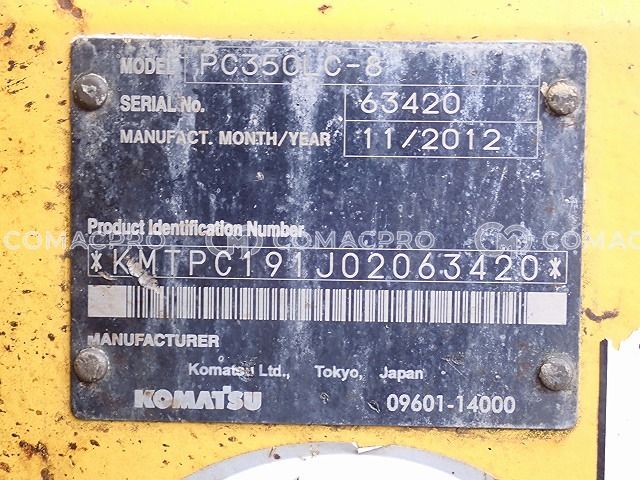 MODEL PC350LC-8
SERIAL No. 63420
MANUFACT. MONTH/YEAR 11/2012
Product Identification Number
COMACPRO COMACPRO COMACPRO
*KMTPC191J02063420*
MANUFACTURER
Komatsu Ltd., Tokyo, Japan
KOMATSU 09601-14000